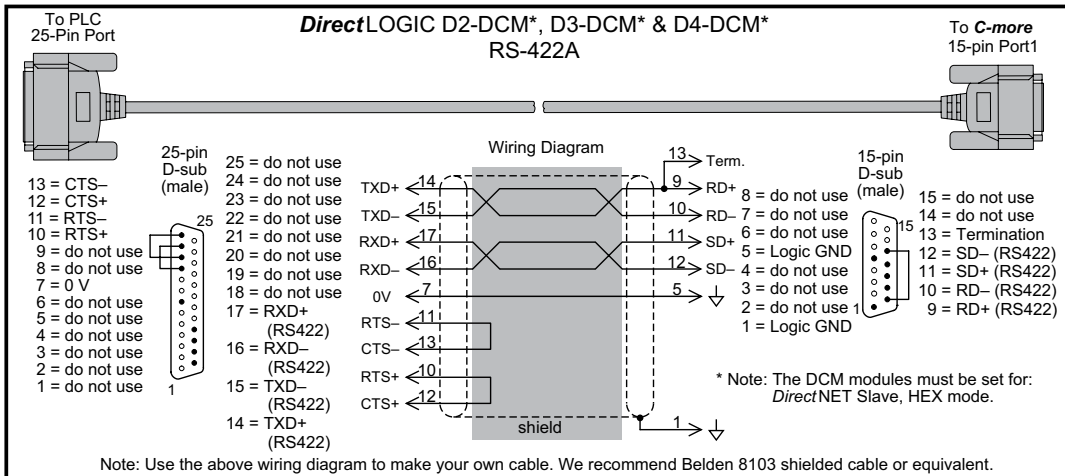 To PLC
25-Pin Port
DirectLOGIC D2-DCM*, D3-DCM* & D4-DCM*
RS-422A
To C-more
15-pin Port1
25-pin
D-sub
(male)
13 = CTS–
12 = CTS+
11 = RTS–
10 = RTS+
9 = do not use
8 = do not use
7 = 0 V
6 = do not use
5 = do not use
4 = do not use
3 = do not use
2 = do not use
1 = do not use
25
1
25 = do not use
24 = do not use
23 = do not use
22 = do not use
21 = do not use
20 = do not use
19 = do not use
18 = do not use
17 = RXD+
(RS422)
16 = RXD–
(RS422)
15 = TXD–
(RS422)
14 = TXD+
(RS422)
Wiring Diagram
13 Term.
TXD+ 14 9 RD+
TXD– 15 10 RD–
RXD+ 17 11 SD+
RXD– 16 12 SD–
0V 7 5
RTS– 11
CTS– 13
RTS+ 10
CTS+ 12
shield
1
15-pin
D-sub
(male)
8 = do not use
7 = do not use
6 = do not use
5 = Logic GND
4 = do not use
3 = do not use
2 = do not use
1 = Logic GND
15
1
15 = do not use
14 = do not use
13 = Termination
12 = SD– (RS422)
11 = SD+ (RS422)
10 = RD– (RS422)
9 = RD+ (RS422)
* Note: The DCM modules must be set for:
DirectNET Slave, HEX mode.
Note: Use the above wiring diagram to make your own cable. We recommend Belden 8103 shielded cable or equivalent.